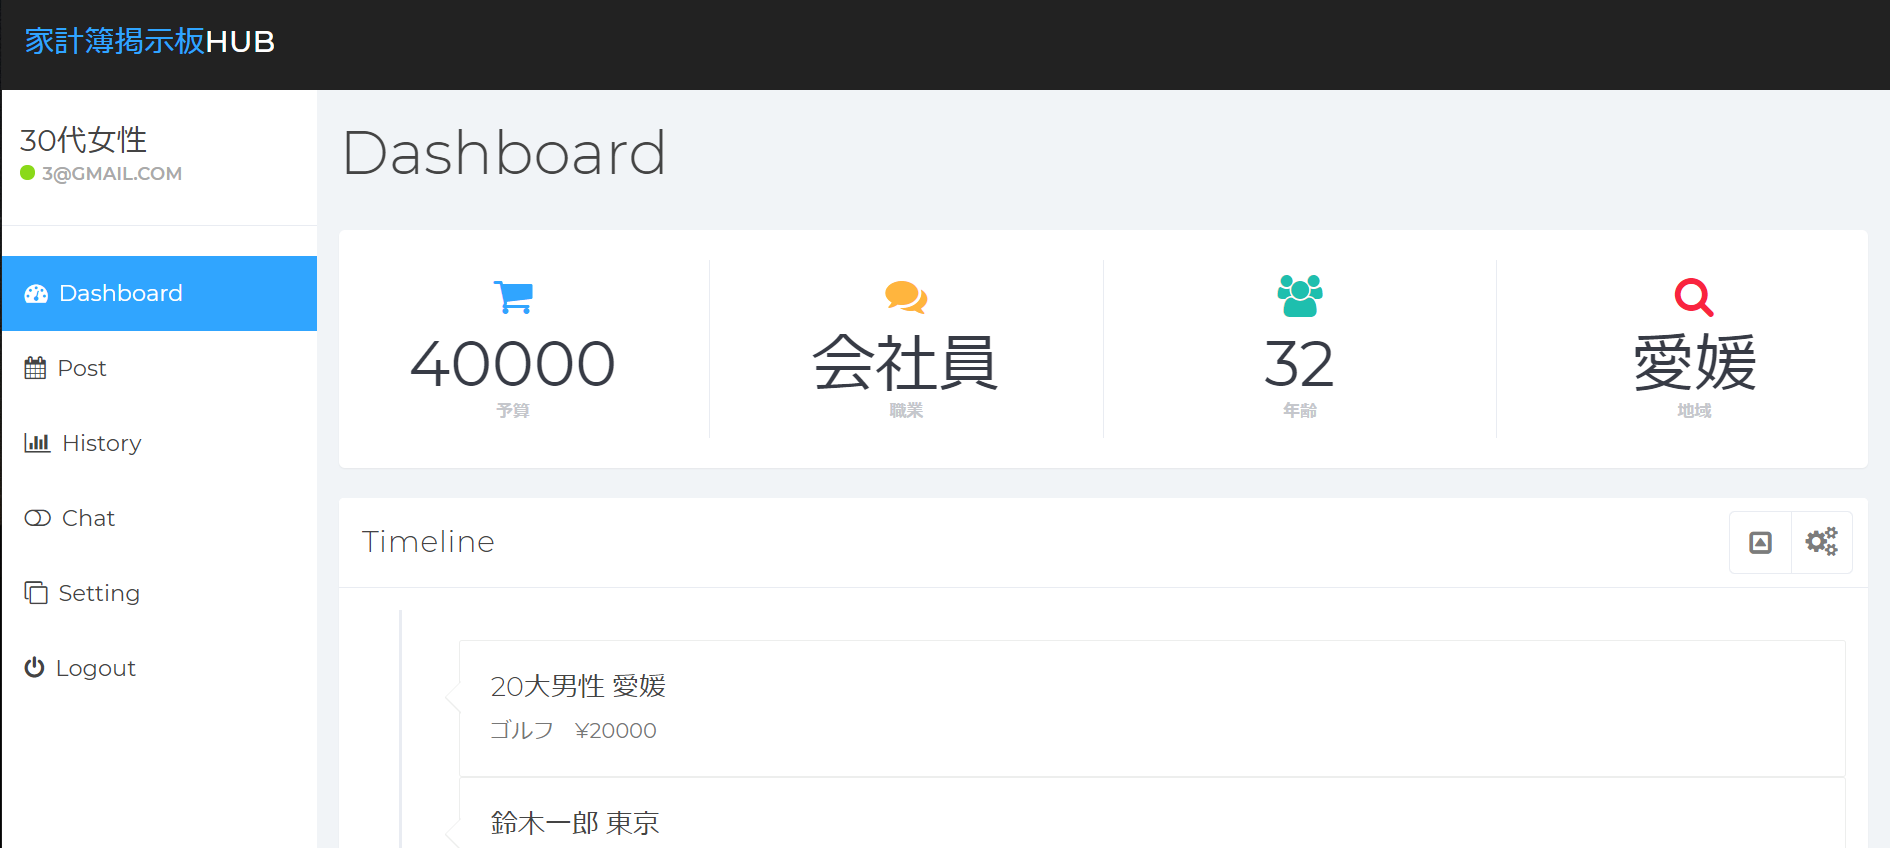 家計簿掲示板HUB
30代女性
3@GMAIL.COM
Dashboard
Post
History
Chat
Setting
Logout
Dashboard
40000
予算
会社員
職業
32
年齢
愛媛
地域
Timeline
20大男性 愛媛
ゴルフ　¥20000
鈴木一郎 東京